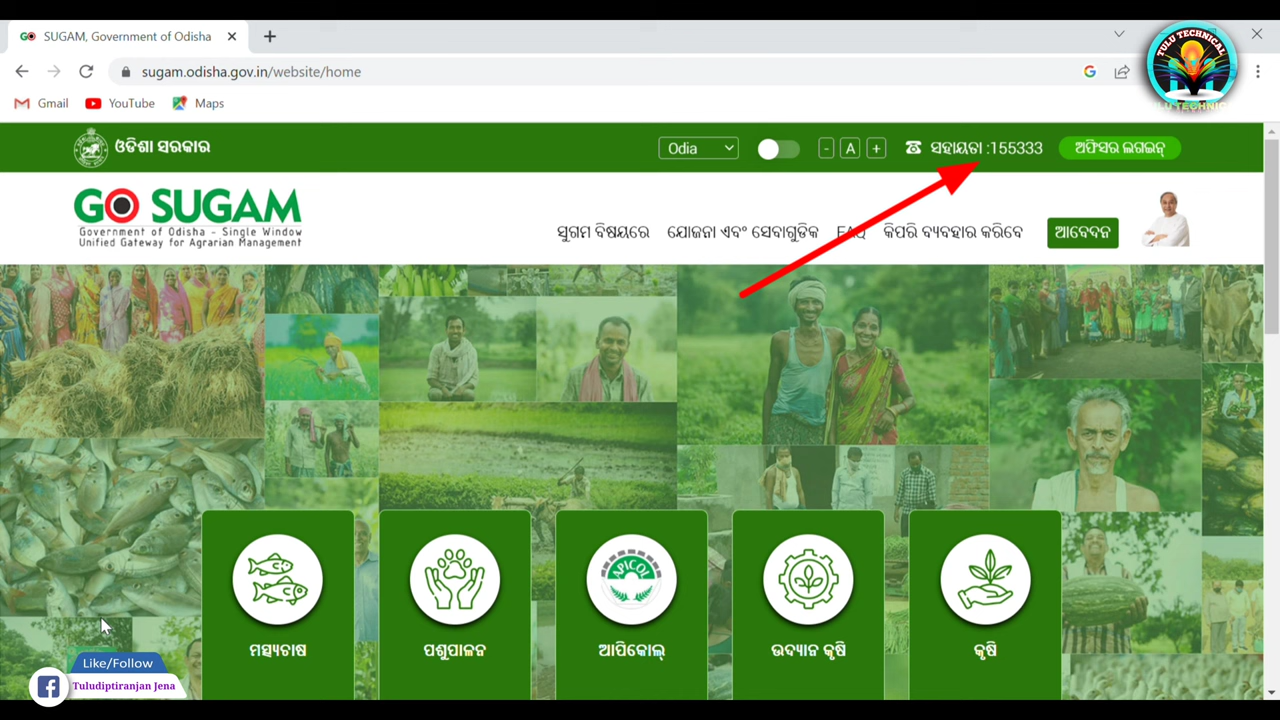 SUGAM, Government of Odisha
sugam.odisha.gov.in/website/home
Gmail YouTube Maps
TULU TECHNICAL
ଓଡିଶା ସରକାର
Odia - A + ସହାୟତା :155333 ଅଫିସର ଲଗଇନ୍
GO SUGAM
Government of Odisha - Single Window
Unified Gateway for Agrarian Management
ସୁଗମ ବିଷୟରେ ଯୋଜନା ଏବଂ ସେବାଗୁଡିକ FAQ କିପରି ବ୍ୟବହାର କରିବେ ଆବେଦନ
APICOL
ମତ୍ସ୍ୟଚାଷ ପଶୁପାଳନ ଆପିକୋଲ୍ ଉଦ୍ୟାନ କୃଷି କୃଷି
Like/Follow
Tuludiptiranjan Jena